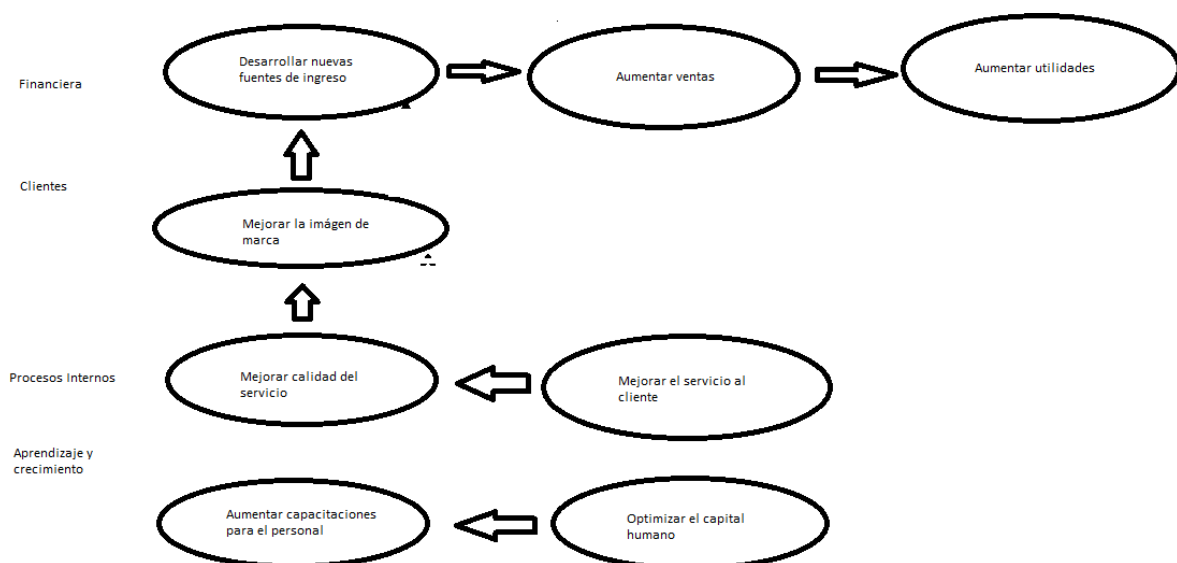 Financiera
Desarrollar nuevas
fuentes de ingreso
Aumentar ventas
Aumentar utilidades
Clientes
Mejorar la imágen de
marca
Procesos Internos
Mejorar calidad del
servicio
Mejorar el servicio al
cliente
Aprendizaje y
crecimiento
Aumentar capacitaciones
para el personal
Optimizar el capital
humano